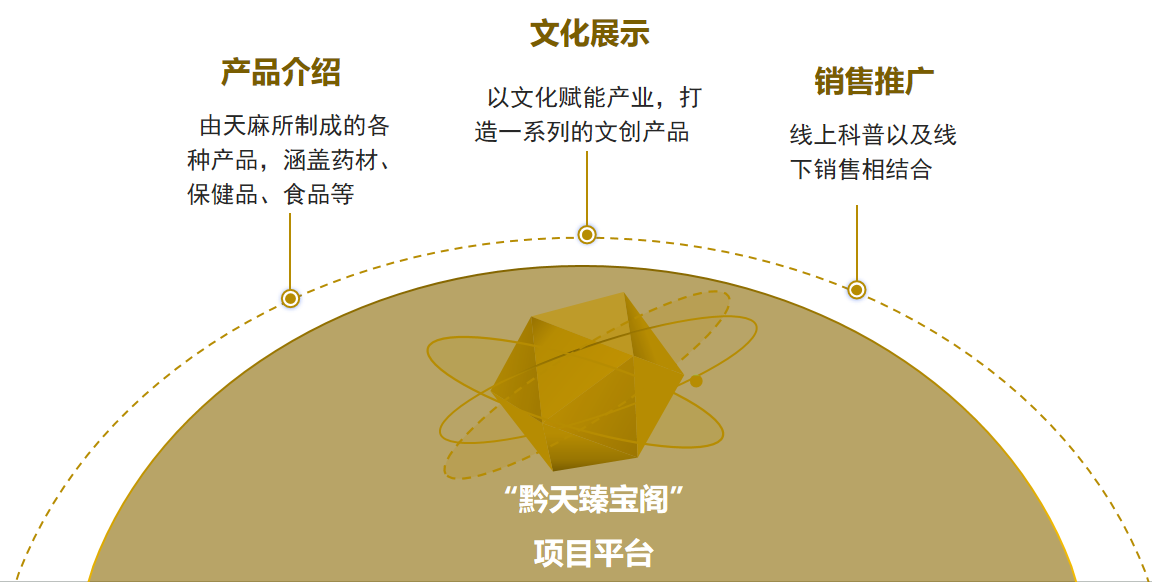 文化展示
以文化赋能产业，打
造一系列的文创产品
产品介绍
由天麻所制成的各
种产品，涵盖药材、
保健品、食品等
销售推广
线上科普以及线
下销售相结合
“黔天臻宝阁”
项目平台